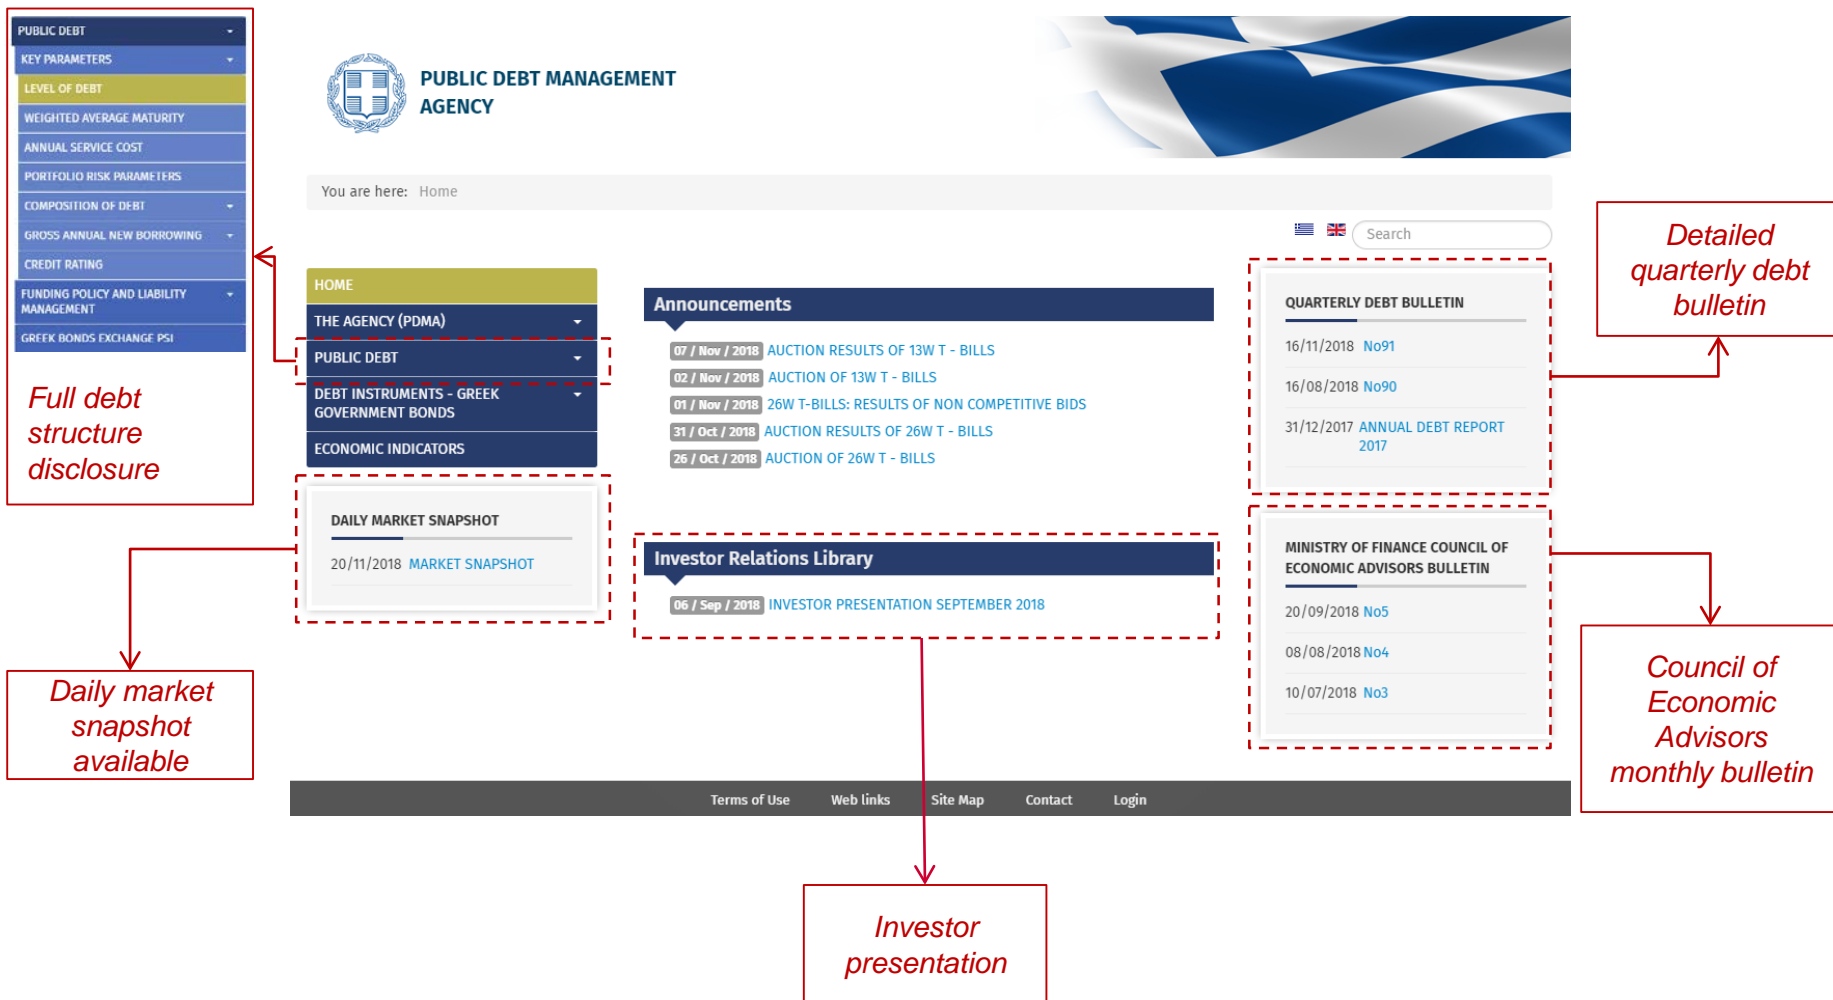 PUBLIC DEBT
KEY PARAMETERS
LEVEL OF DEBT
WEIGHTED AVERAGE MATURITY
ANNUAL SERVICE COST
PORTFOLIO RISK PARAMETERS
COMPOSITION OF DEBT
GROSS ANNUAL NEW BORROWING
CREDIT RATING
FUNDING POLICY AND LIABILITY
MANAGEMENT
GREEK BONDS EXCHANGE PSI
Full debt
structure
disclosure
PUBLIC DEBT MANAGEMENT
AGENCY
You are here: Home
Search
HOME
THE AGENCY (PDMA)
PUBLIC DEBT
DEBT INSTRUMENTS - GREEK
GOVERNMENT BONDS
ECONOMIC INDICATORS
DAILY MARKET SNAPSHOT
20/11/2018 MARKET SNAPSHOT
Daily market
snapshot
available
Announcements
07 / Nov / 2018 AUCTION RESULTS OF 13W T - BILLS
02 / Nov / 2018 AUCTION OF 13W T - BILLS
01 / Nov / 2018 26W T-BILLS: RESULTS OF NON COMPETITIVE BIDS
31 / Oct / 2018 AUCTION RESULTS OF 26W T - BILLS
26 / Oct / 2018 AUCTION OF 26W T - BILLS
Investor Relations Library
06 / Sep / 2018 INVESTOR PRESENTATION SEPTEMBER 2018
QUARTERLY DEBT BULLETIN
16/11/2018 No91
16/08/2018 No90
31/12/2017 ANNUAL DEBT REPORT
2017
MINISTRY OF FINANCE COUNCIL OF
ECONOMIC ADVISORS BULLETIN
20/09/2018 No5
08/08/2018 No4
10/07/2018 No3
Detailed
quarterly debt
bulletin
Council of
Economic
Advisors
monthly bulletin
Terms of Use Web links Site Map Contact Login
Investor
presentation